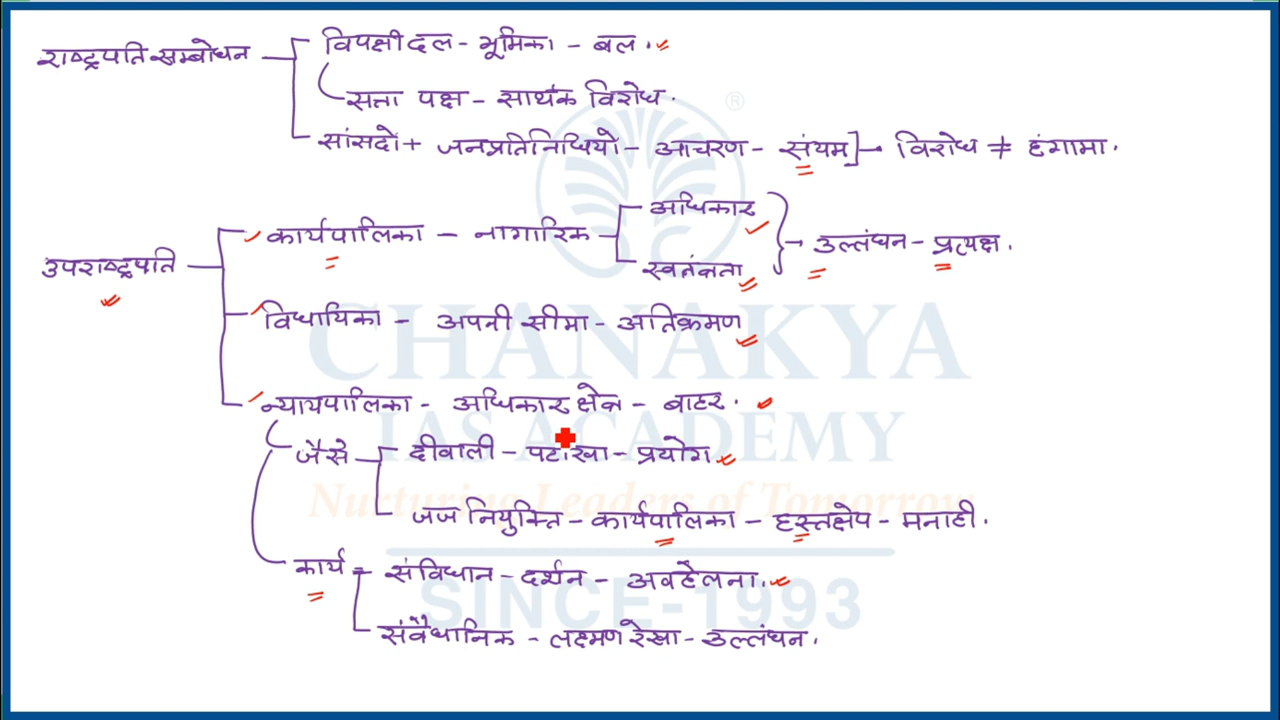 राष्ट्रपति सम्बोधन
विपक्षी दल - भूमिका - बल.
सत्ता पक्ष - सार्थक विरोध.
सांसदो + जनप्रतिनिधियो - आचरण - संयम] → विरोध ≠ हंगामा.
उपराष्ट्रपति
कार्यपालिका - नागरिक
अधिकार
स्वतंत्रता
→ उल्लंघन - प्रत्यक्ष.
विधायिका - अपनी सीमा - अतिक्रमण
न्यायपालिका - अधिकार क्षेत्र - बाहर.
जैसे
दीवाली - पटाखा - प्रयोग
जज नियुक्ति - कार्यपालिका - हस्तक्षेप - मनाही.
कार्य
संविधान - दर्शन - अवहेलना.
संवैधानिक - लक्ष्मण रेखा - उल्लंघन.
®
CHANAKYA
IAS ACADEMY
Nurturing Leaders of Tomorrow
SINCE-1993